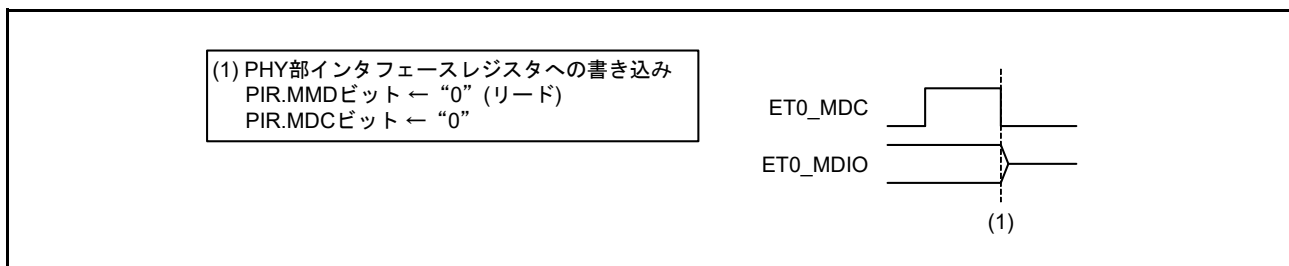 (1) PHY部インタフェースレジスタへの書き込み
PIR.MMDビット ← “0” (リード)
PIR.MDCビット ← “0”
ET0_MDC
ET0_MDIO
(1)